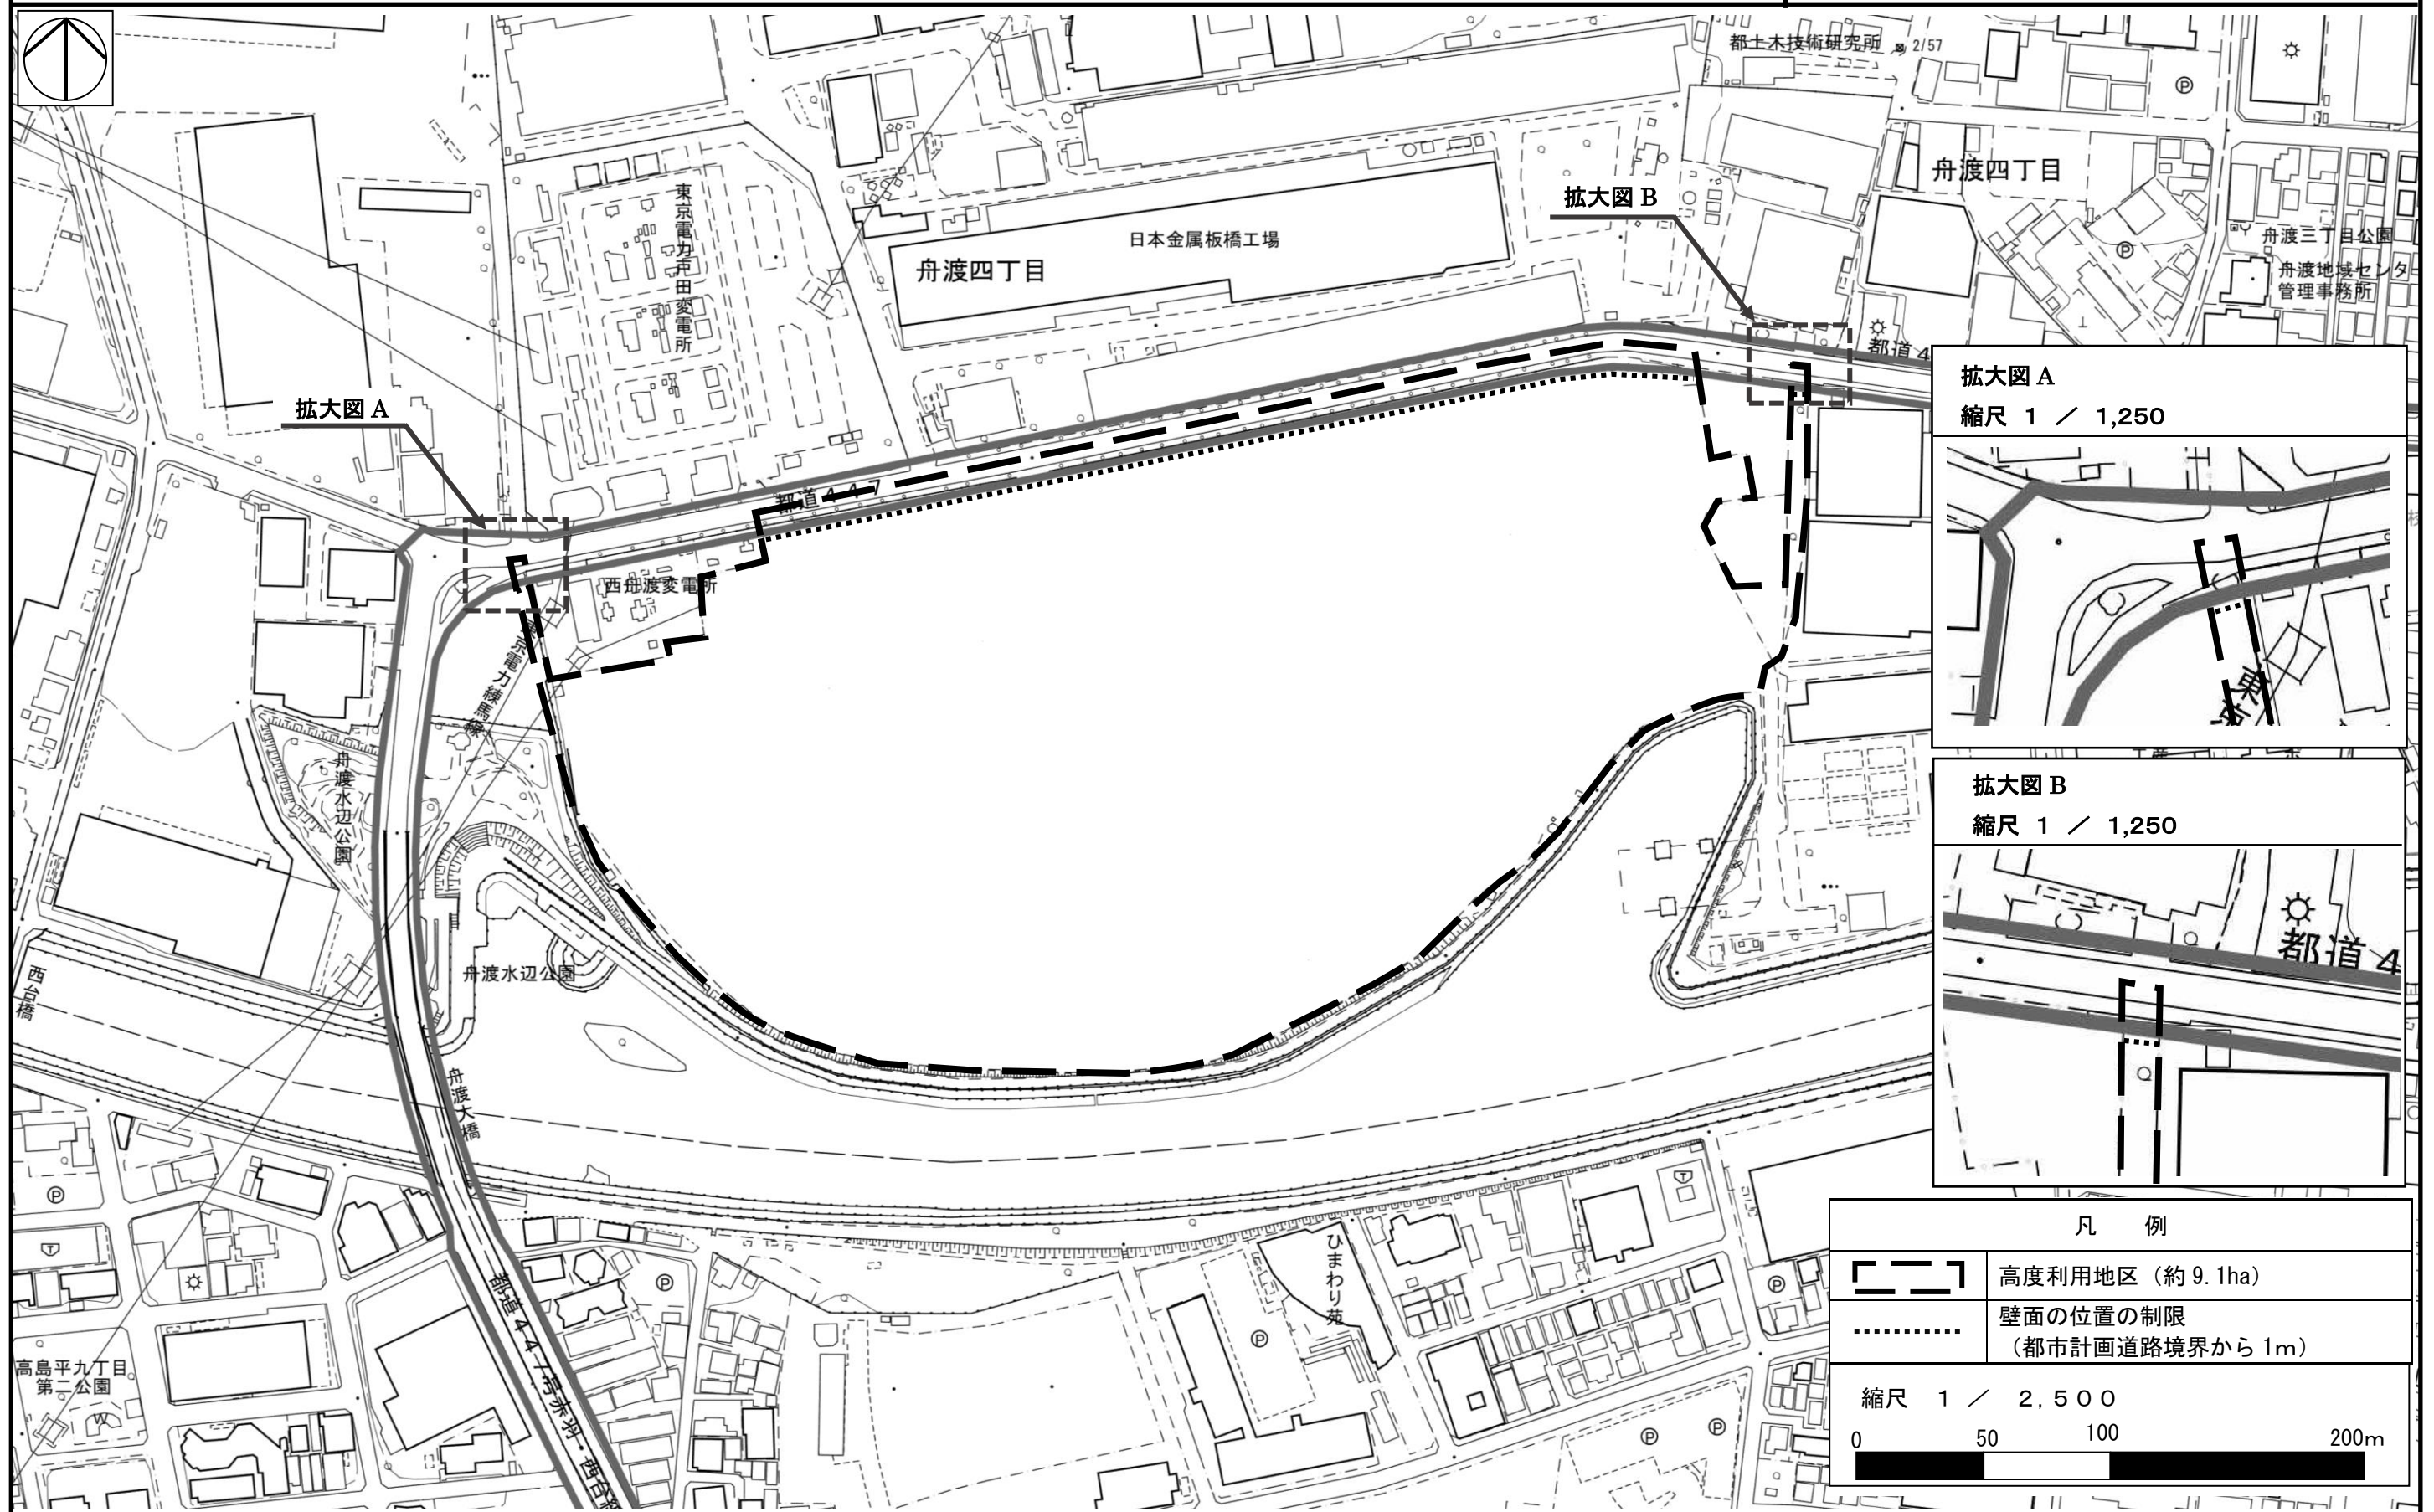 都土木技術研究所
2/57
舟渡四丁目
東京電力戸田変電所
拡大図 B
日本金属板橋工場
舟渡四丁目
舟渡三丁目公園
舟渡地域センター
管理事務所
都道4
拡大図 A
都道447
西舟渡変電所
東京電力練馬線
舟渡水辺公園
舟渡水辺公園
西台橋
舟渡大橋
ひまわり苑
都道447号赤羽・西台線
高島平九丁目
第二公園
拡大図 A
縮尺 1 / 1,250
東
拡大図 B
縮尺 1 / 1,250
都道4
凡 例
高度利用地区（約9.1ha）
壁面の位置の制限
（都市計画道路境界から1m）
縮尺 1 / 2,500
0 50 100 200m